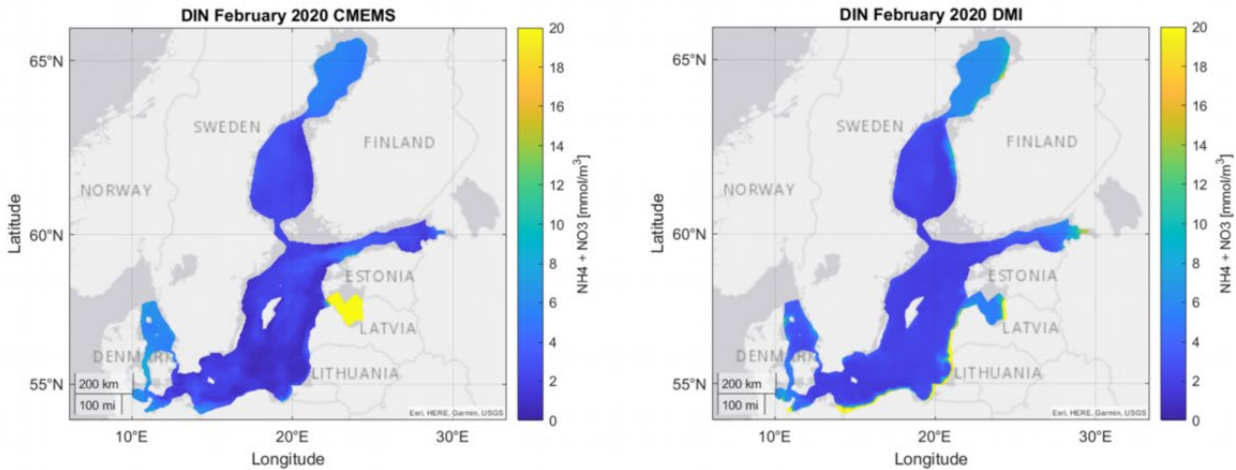 DIN February 2020 CMEMS
65°N
60°N
55°N
Latitude
10°E
20°E
30°E
Longitude
SWEDEN
FINLAND
NORWAY
ESTONIA
LATVIA
DENMARK
LITHUANIA
200 km
100 mi
Esri, HERE, Garmin, USGS
20
18
16
14
12
10
8
6
4
2
0
NH4 + NO3 [mmol/m³]
DIN February 2020 DMI
65°N
60°N
55°N
Latitude
10°E
20°E
30°E
Longitude
SWEDEN
FINLAND
NORWAY
ESTONIA
LATVIA
DENMARK
LITHUANIA
200 km
100 mi
Esri, HERE, Garmin, USGS
20
18
16
14
12
10
8
6
4
2
0
NH4 + NO3 [mmol/m³]